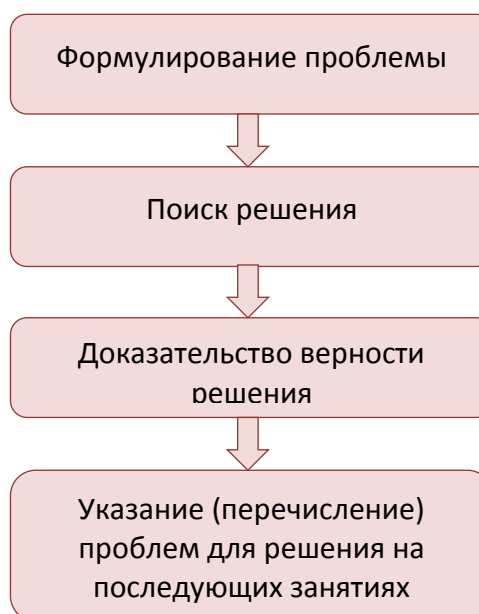 Формулирование проблемы
Поиск решения
Доказательство верности
решения
Указание (перечисление)
проблем для решения на
последующих занятиях